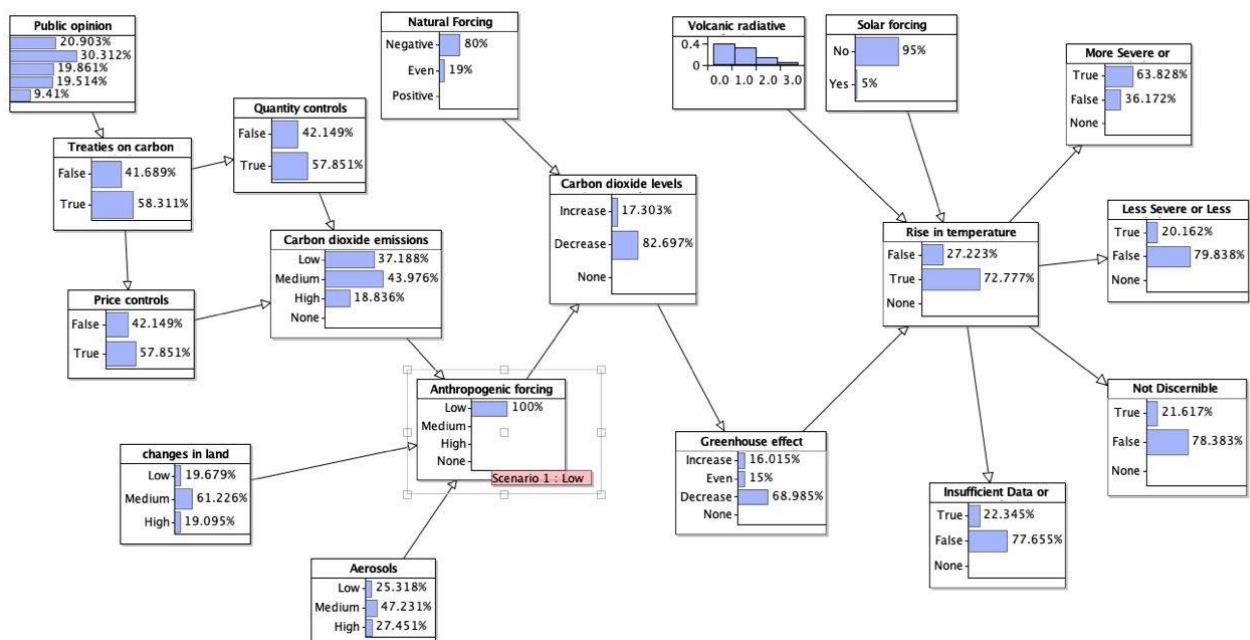 Public opinion
20.903%
30.312%
19.861%
19.514%
9.41%
Natural Forcing
Negative 80%
Even 19%
Positive
Volcanic radiative
0.4
0
0.0 1.0 2.0 3.0
Solar forcing
No 95%
Yes 5%
More Severe or
True 63.828%
False 36.172%
None
Quantity controls
False 42.149%
True 57.851%
Treaties on carbon
False 41.689%
True 58.311%
Carbon dioxide levels
Increase 17.303%
Decrease 82.697%
None
Less Severe or Less
True 20.162%
False 79.838%
None
Rise in temperature
False 27.223%
True 72.777%
None
Carbon dioxide emissions
Low 37.188%
Medium 43.976%
High 18.836%
None
Price controls
False 42.149%
True 57.851%
Anthropogenic forcing
Low 100%
Medium
High
None
Scenario 1 : Low
Not Discernible
True 21.617%
False 78.383%
None
changes in land
Low 19.679%
Medium 61.226%
High 19.095%
Greenhouse effect
Increase 16.015%
Even 15%
Decrease 68.985%
None
Insufficient Data or
True 22.345%
False 77.655%
None
Aerosols
Low 25.318%
Medium 47.231%
High 27.451%